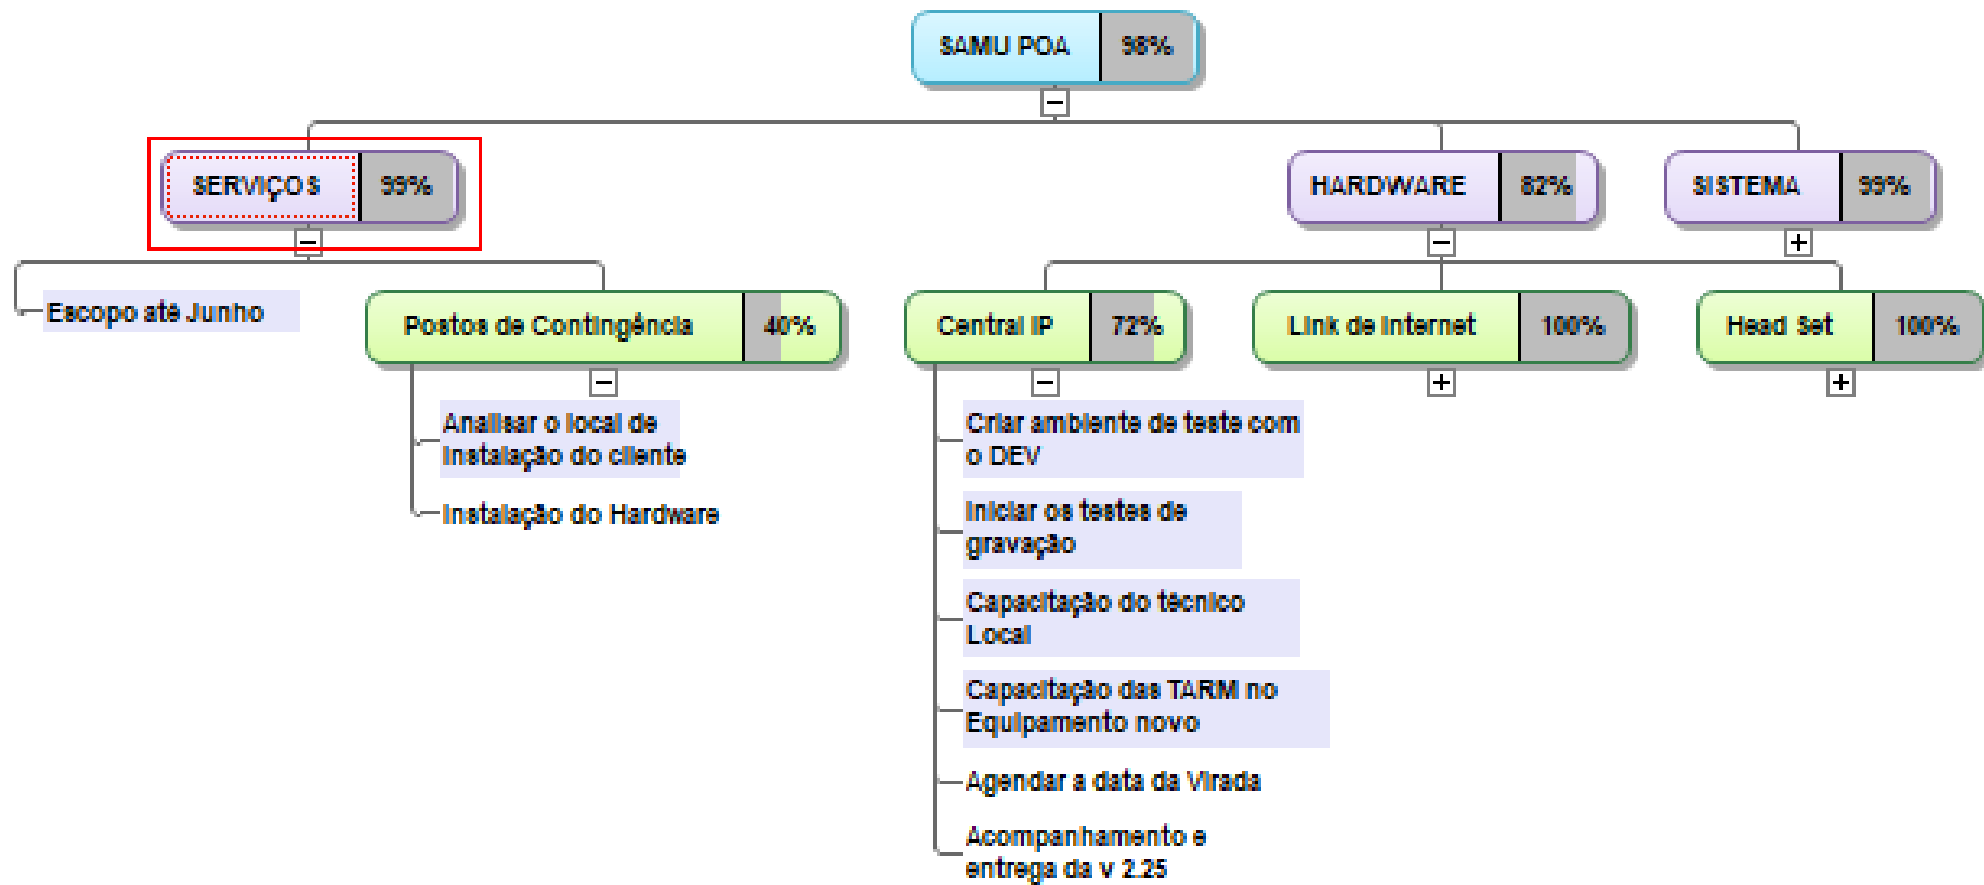 SAMU POA 98%
SERVIÇOS 99%
HARDWARE 82%
SISTEMA 99%
Escopo até Junho
Postos de Contingência 40%
Central IP 72%
Link de Internet 100%
Head Set 100%
Analisar o local de
Instalação do cliente
Instalação do Hardware
Criar ambiente de teste com
o DEV
Iniciar os testes de
gravação
Capacitação do técnico
Local
Capacitação das TARM no
Equipamento novo
Agendar a data da Virada
Acompanhamento e
entrega da v 2.25